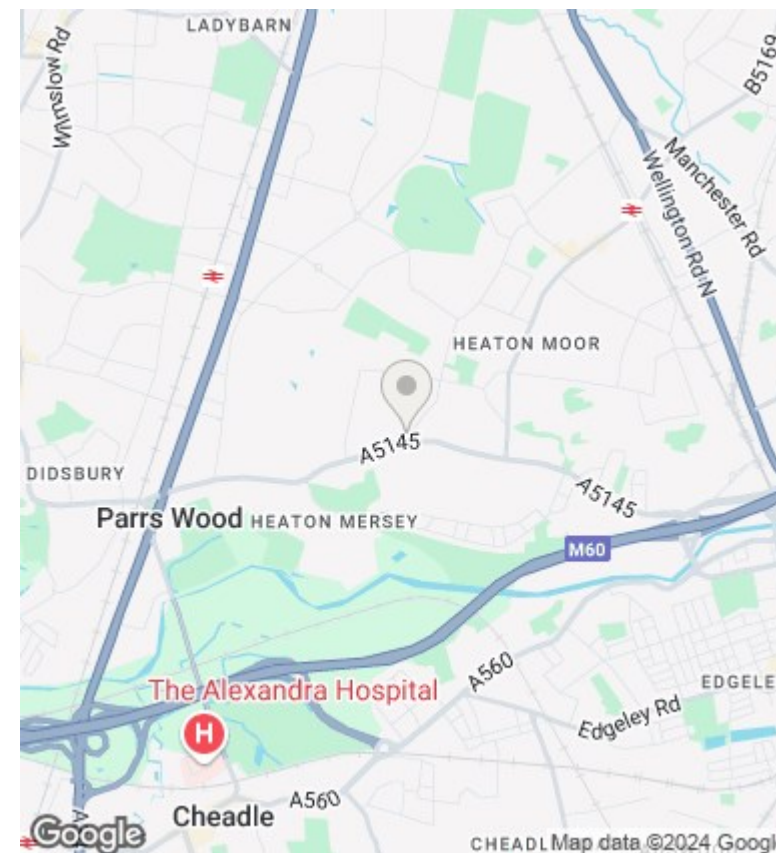 LADYBARN
Wilmslow Rd
B5169
Manchester Rd
Wellington Rd N
HEATON MOOR
A5145
DIDSBURY
A5145
Parrs Wood
HEATON MERSEY
M60
A560
The Alexandra Hospital
H
EDGELE
Edgeley Rd
A
A560
Cheadle
Google
CHEADL
Map data ©2024 Googl